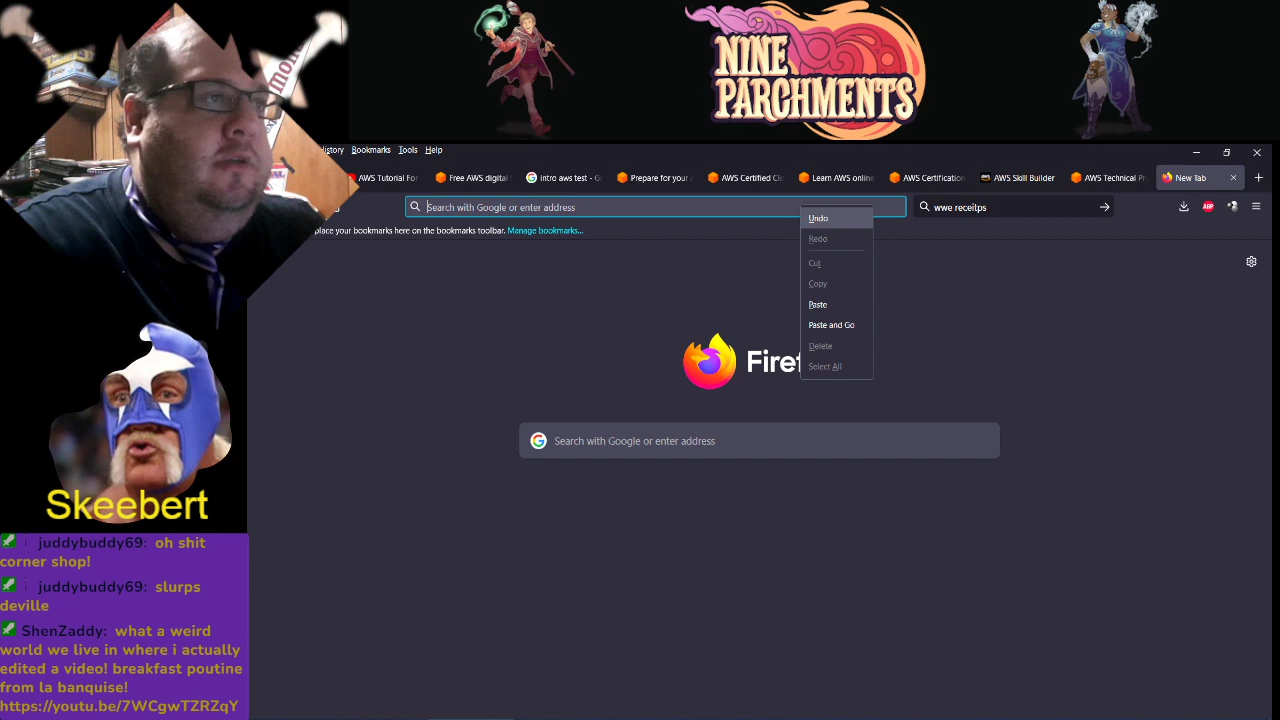 NINE
PARCHMENTS
History Bookmarks Tools Help
AWS Tutorial For
Free AWS digital
intro aws test - G
Prepare for your
AWS Certified Clo
Learn AWS online
AWS Certification
AWS Skill Builder
AWS Technical Pr
New Tab
Search with Google or enter address
wwe receitps
ABP
place your bookmarks here on the bookmarks toolbar. Manage bookmarks...
Undo
Redo
Cut
Copy
Paste
Paste and Go
Delete
Select All
Firef
Search with Google or enter address
Skeebert
juddybuddy69: oh shit
corner shop!
juddybuddy69: slurps
deville
ShenZaddy: what a weird
world we live in where i actually
edited a video! breakfast poutine
from la banquise!
https://youtu.be/7WCgwTZRZqY